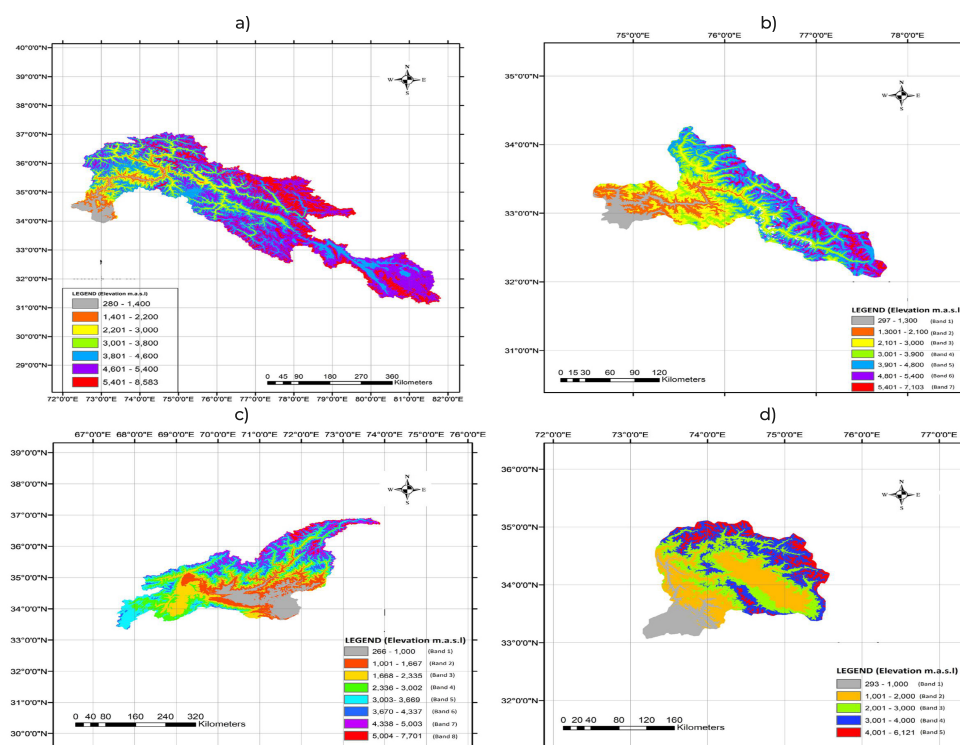 a)
40°0'0"N
39°0'0"N
38°0'0"N
37°0'0"N
36°0'0"N
35°0'0"N
34°0'0"N
33°0'0"N
32°0'0"N
31°0'0"N
30°0'0"N
29°0'0"N
N
W E
S
LEGEND (Elevation m.a.s.l)
280 - 1,400
1,401 - 2,200
2,201 - 3,000
3,001 - 3,800
3,801 - 4,600
4,601 - 5,400
5,401 - 8,583
0 45 90 180 270 360
Kilometers
72°0'0"E 73°0'0"E 74°0'0"E 75°0'0"E 76°0'0"E 77°0'0"E 78°0'0"E 79°0'0"E 80°0'0"E 81°0'0"E 82°0'0"E
b)
75°0'0"E 76°0'0"E 77°0'0"E 78°0'0"E
35°0'0"N
34°0'0"N
33°0'0"N
32°0'0"N
31°0'0"N
N
W E
S
LEGEND (Elevation m.a.s.l)
297 - 1,300 (Band 1)
1,3001 - 2,100 (Band 2)
2,101 - 3,000 (Band 3)
3,001 - 3,900 (Band 4)
3,901 - 4,800 (Band 5)
4,801 - 5,400 (Band 6)
5,401 - 7,103 (Band 7)
0 15 30 60 90 120
Kilometers
c)
67°0'0"E 68°0'0"E 69°0'0"E 70°0'0"E 71°0'0"E 72°0'0"E 73°0'0"E 74°0'0"E 75°0'0"E 76°0'0"E
39°0'0"N
38°0'0"N
37°0'0"N
36°0'0"N
35°0'0"N
34°0'0"N
33°0'0"N
32°0'0"N
31°0'0"N
30°0'0"N
N
W E
S
LEGEND (Elevation m.a.s.l)
266 - 1,000 (Band 1)
1,001 - 1,667 (Band 2)
1,668 - 2,335 (Band 3)
2,336 - 3,002 (Band 4)
3,003 - 3,669 (Band 5)
3,670 - 4,337 (Band 6)
4,338 - 5,003 (Band 7)
5,004 - 7,701 (Band 8)
0 20 40 80 160 240 320
Kilometers
d)
72°0'0"E 73°0'0"E 74°0'0"E 75°0'0"E 76°0'0"E 77°0'0"E
36°0'0"N
35°0'0"N
34°0'0"N
33°0'0"N
32°0'0"N
N
W E
S
LEGEND (Elevation m.a.s.l)
293 - 1,000 (Band 1)
1,001 - 2,000 (Band 2)
2,001 - 3,000 (Band 3)
3,001 - 4,000 (Band 4)
4,001 - 6,121 (Band 5)
0 20 40 80 120 160
Kilometers